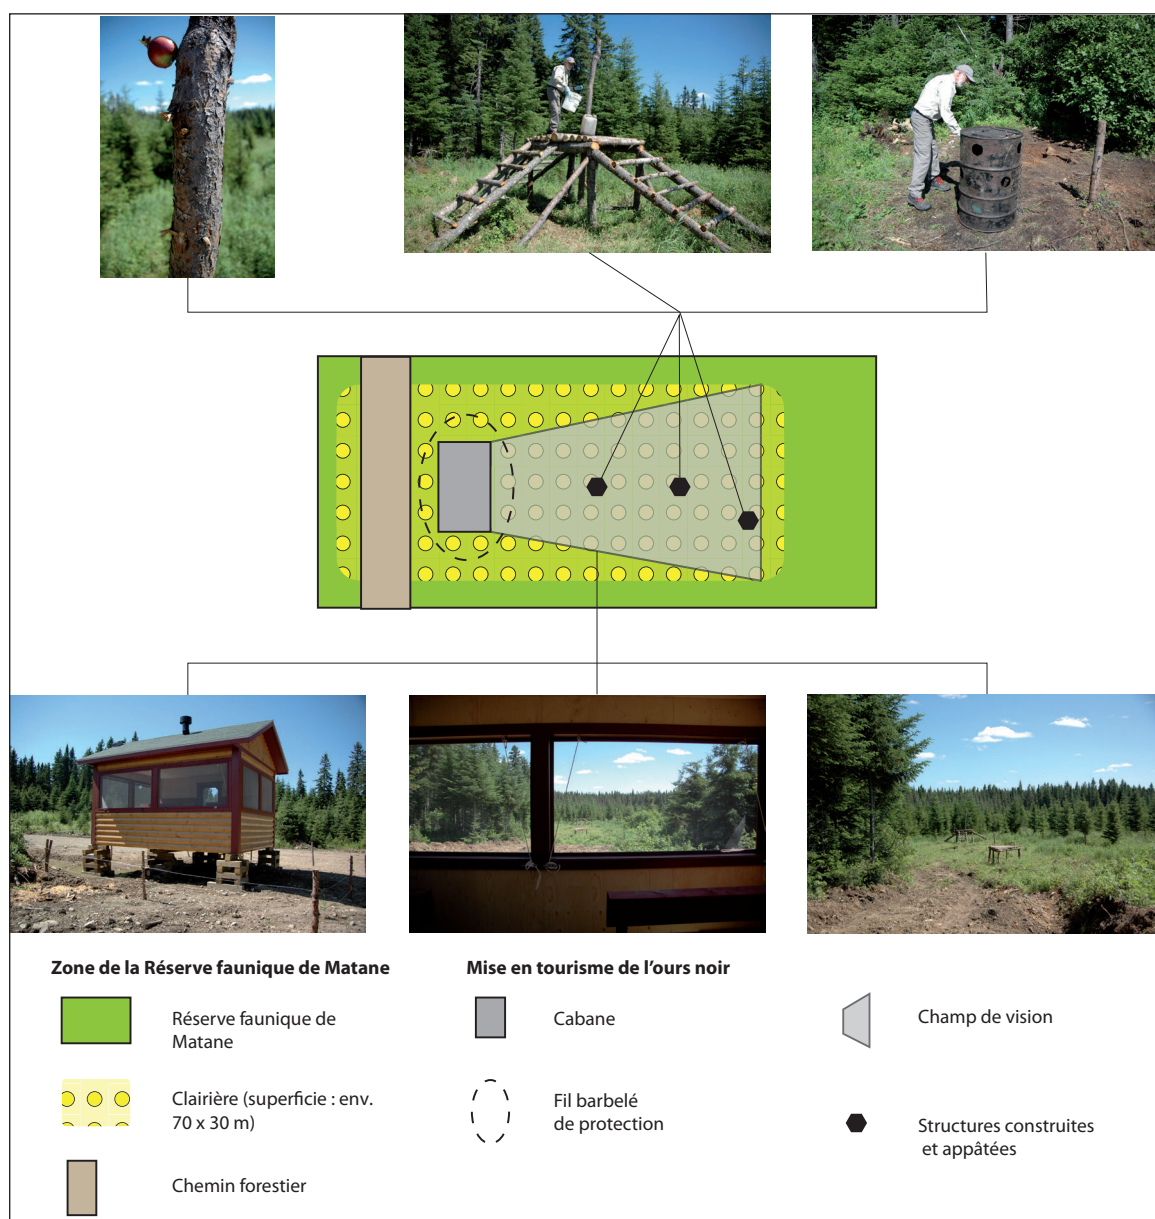 Zone de la Réserve faunique de Matane
Réserve faunique de
Matane
Clairière (superficie : env.
70 x 30 m)
Chemin forestier
Mise en tourisme de l’ours noir
Cabane
Fil barbelé
de protection
Champ de vision
Structures construites
et appâtées